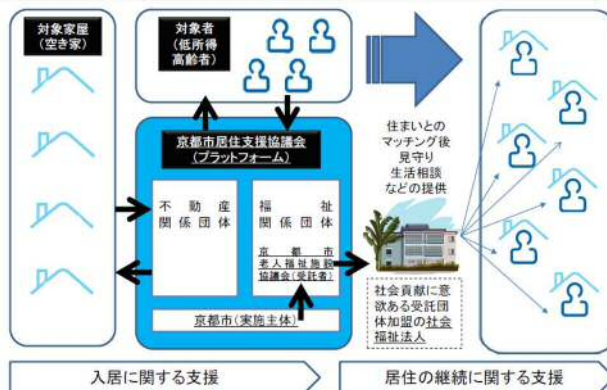 対象家屋
(空き家)
対象者
(低所得
高齢者)
京都市居住支援協議会
(プラットフォーム)
不動産
関係団体
福祉
関係団体
京都市
老人福祉施設
協議会(受託者)
京都市(実施主体)
住まいとの
マッチング後
見守り
生活相談
などの提供
社会貢献に意
欲ある受託団
体加盟の社会
福祉法人
入居に関する支援
居住の継続に関する支援